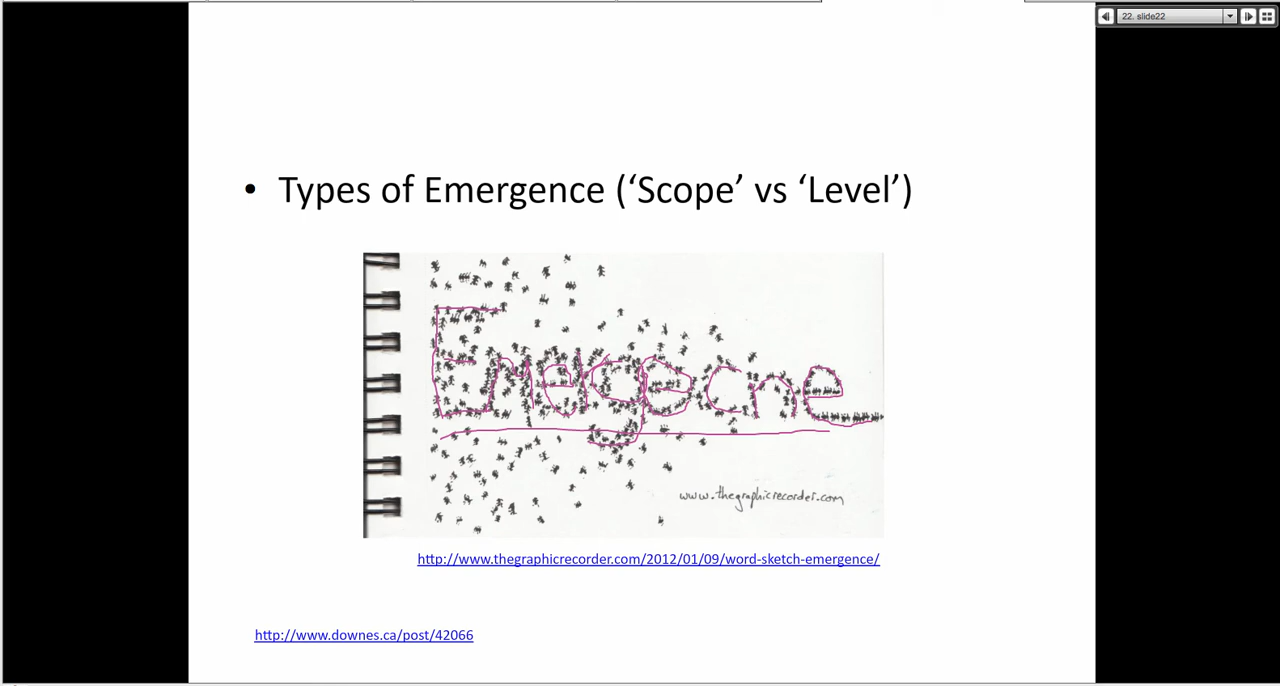 22. slide22
• Types of Emergence (‘Scope’ vs ‘Level’)
Emergecne
www.thegraphicrecorder.com
http://www.thegraphicrecorder.com/2012/01/09/word-sketch-emergence/
http://www.downes.ca/post/42066